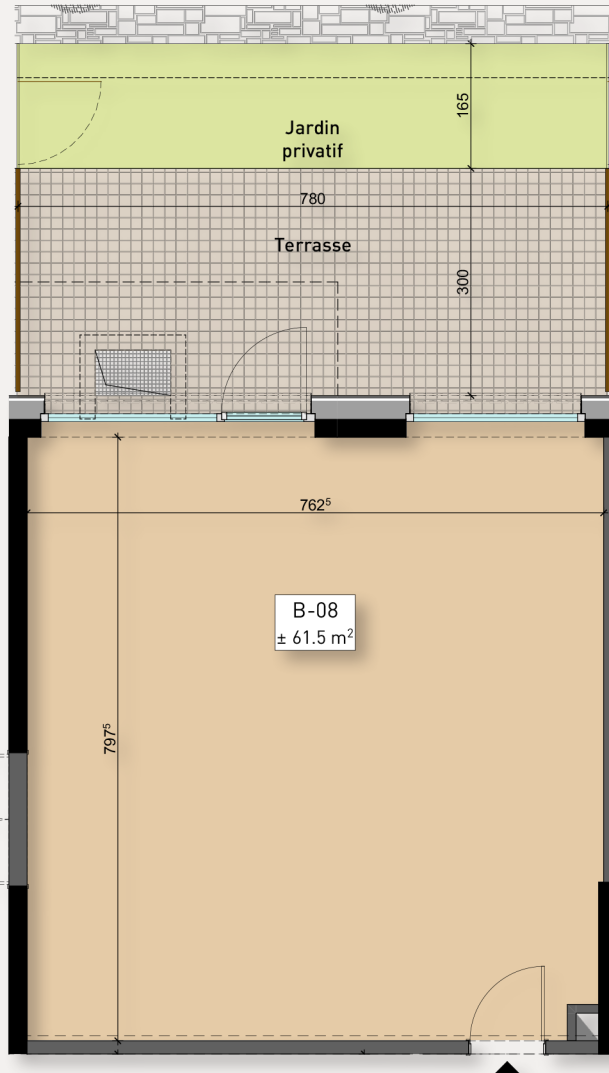 165
Jardin
privatif
780
Terrasse
300
762⁵
B-08
± 61.5 m²
797⁵